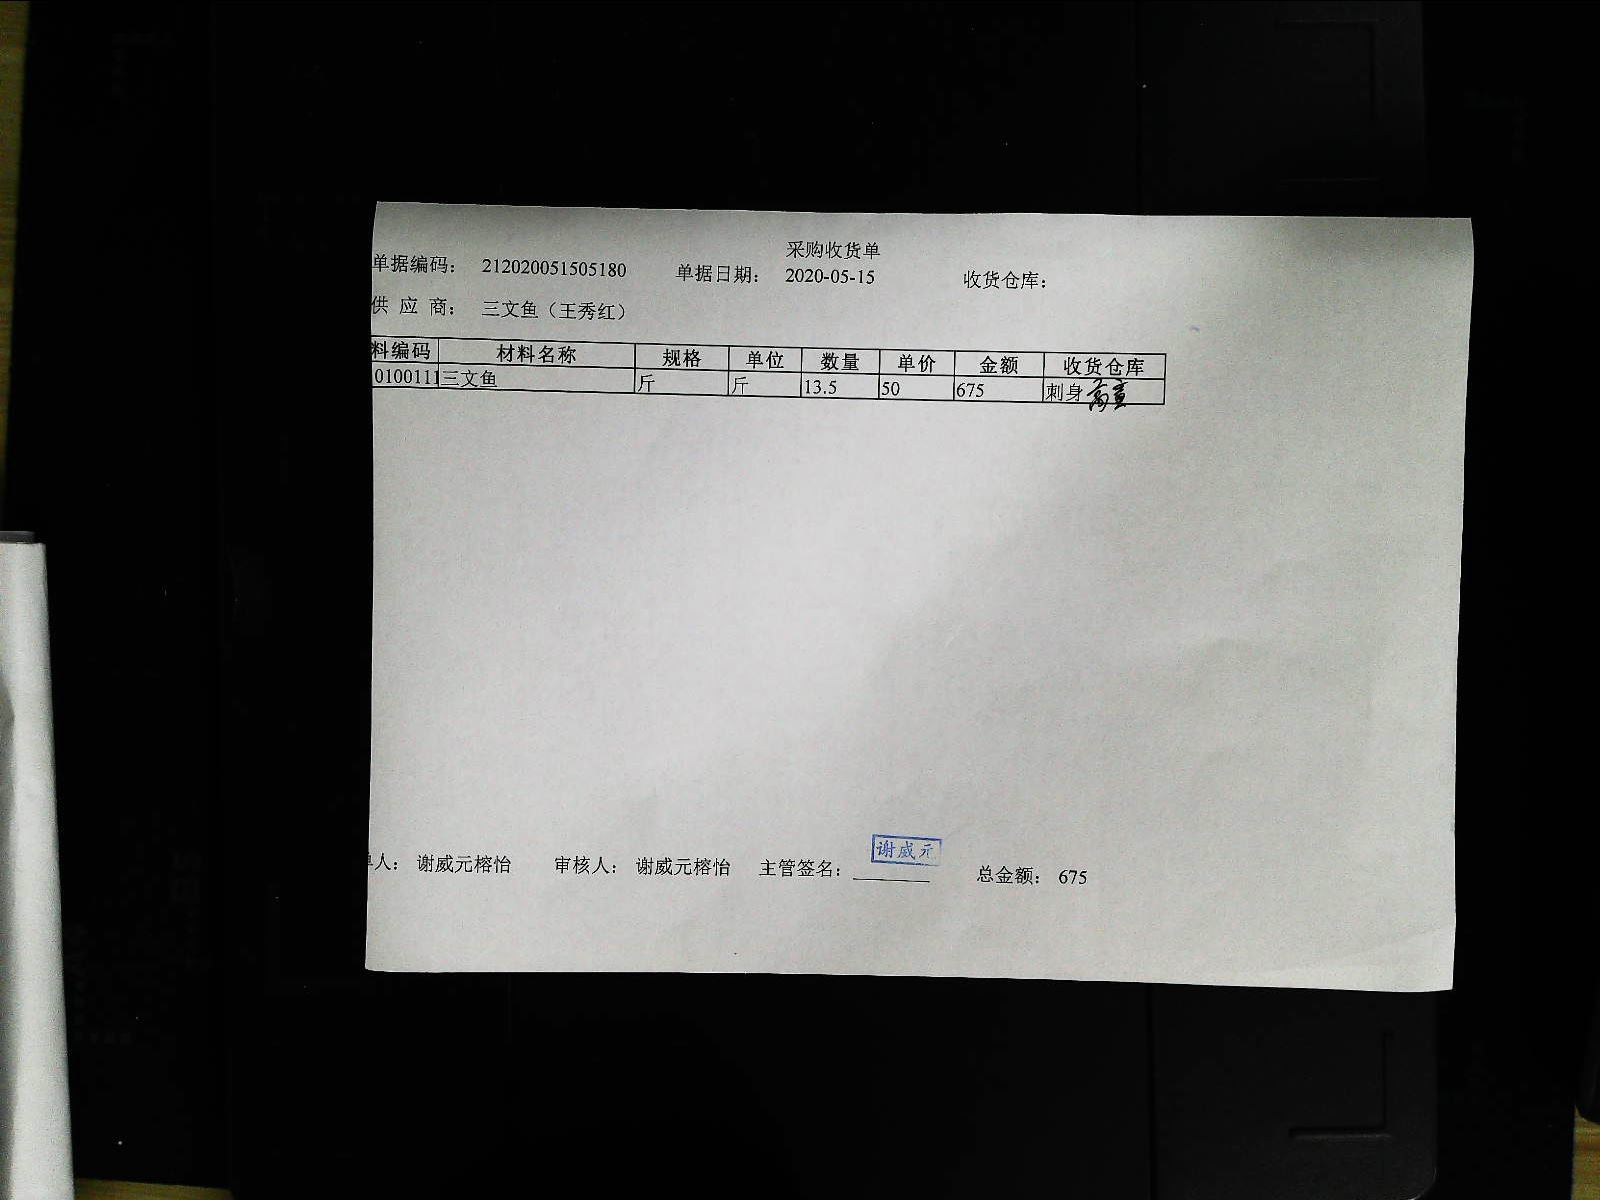 采购收货单
单据编码： 212020051505180 单据日期： 2020-05-15 收货仓库：
供 应 商： 三文鱼（王秀红）
料编码 材料名称 规格 单位 数量 单价 金额 收货仓库
0100111 三文鱼 斤 斤 13.5 50 675 刺身
谢威元
单人： 谢威元榕怡 审核人： 谢威元榕怡 主管签名： 总金额： 675